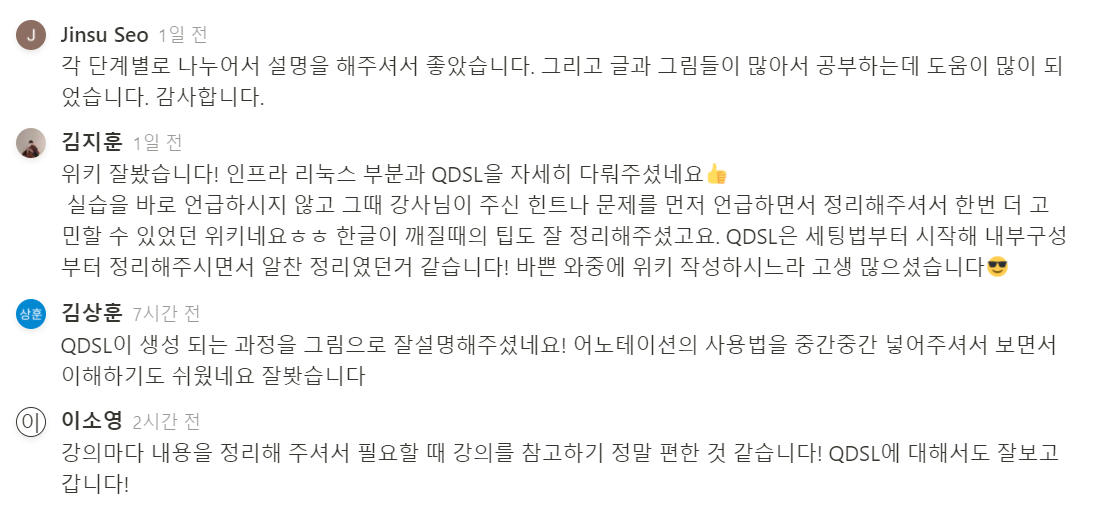 J Jinsu Seo 1일 전
각 단계별로 나누어서 설명을 해주셔서 좋았습니다. 그리고 글과 그림들이 많아서 공부하는데 도움이 많이 되
었습니다. 감사합니다.
김지훈 1일 전
위키 잘봤습니다! 인프라 리눅스 부분과 QDSL을 자세히 다뤄주셨네요👍
실습을 바로 언급하시지 않고 그때 강사님이 주신 힌트나 문제를 먼저 언급하면서 정리해주셔서 한번 더 고
민할 수 있었던 위키네요ㅎㅎ 한글이 깨질때의 팁도 잘 정리해주셨고요. QDSL은 세팅법부터 시작해 내부구성
부터 정리해주시면서 알찬 정리였던거 같습니다! 바쁜 와중에 위키 작성하시느라 고생 많으셨습니다😎
상훈 김상훈 7시간 전
QDSL이 생성 되는 과정을 그림으로 잘설명해주셨네요! 어노테이션의 사용법을 중간중간 넣어주셔서 보면서
이해하기도 쉬웠네요 잘봣습니다
이 이소영 2시간 전
강의마다 내용을 정리해 주셔서 필요할 때 강의를 참고하기 정말 편한 것 같습니다! QDSL에 대해서도 잘보고
갑니다!